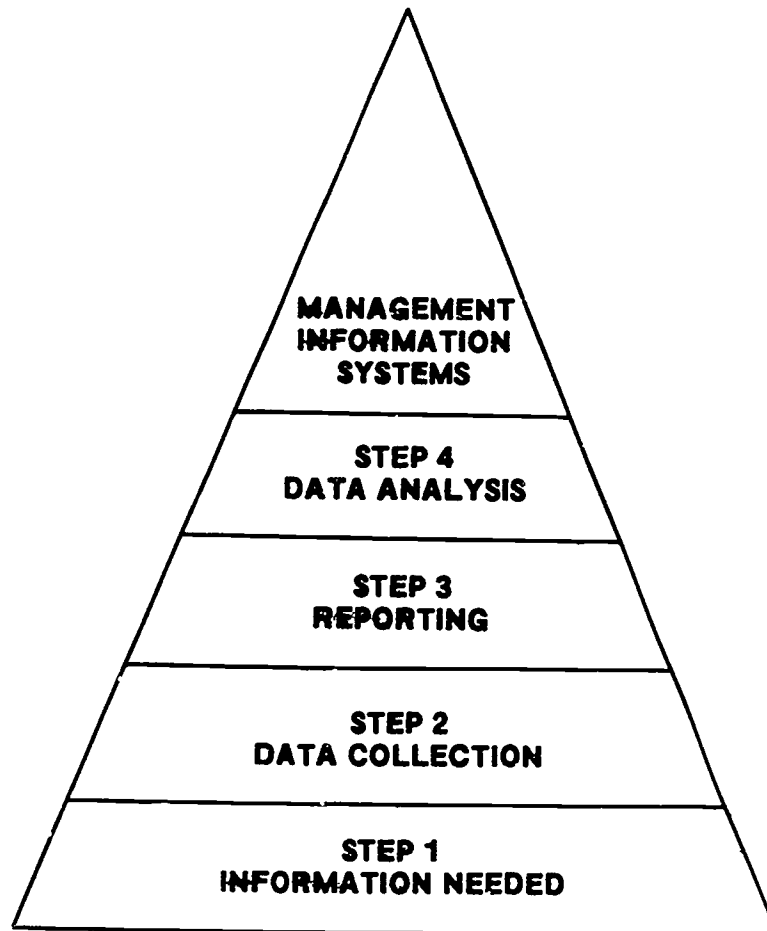 MANAGEMENT
INFORMATION
SYSTEMS
STEP 4
DATA ANALYSIS
STEP 3
REPORTING
STEP 2
DATA COLLECTION
STEP 1
INFORMATION NEEDED